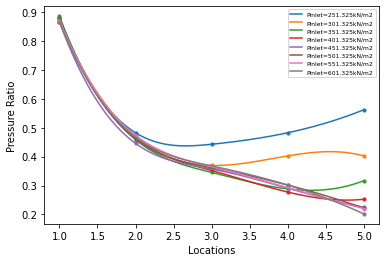 0.9
0.8
0.7
0.6
0.5
0.4
0.3
0.2
Pressure Ratio
Pinlet=251.325kN/m2
Pinlet=301.325kN/m2
Pinlet=351.325kN/m2
Pinlet=401.325kN/m2
Pinlet=451.325kN/m2
Pinlet=501.325kN/m2
Pinlet=551.325kN/m2
Pinlet=601.325kN/m2
1.0 1.5 2.0 2.5 3.0 3.5 4.0 4.5 5.0
Locations